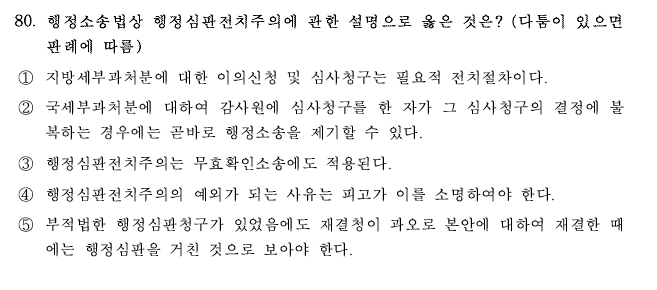 80. 행정소송법상 행정심판전치주의에 관한 설명으로 옳은 것은? (다툼이 있으면
판례에 따름)
① 지방세부과처분에 대한 이의신청 및 심사청구는 필요적 전치절차이다.
② 국세부과처분에 대하여 감사원에 심사청구를 한 자가 그 심사청구의 결정에 불
복하는 경우에는 곧바로 행정소송을 제기할 수 있다.
③ 행정심판전치주의는 무효확인소송에도 적용된다.
④ 행정심판전치주의의 예외가 되는 사유는 피고가 이를 소명하여야 한다.
⑤ 부적법한 행정심판청구가 있었음에도 재결청이 과오로 본안에 대하여 재결한 때
에는 행정심판을 거친 것으로 보아야 한다.